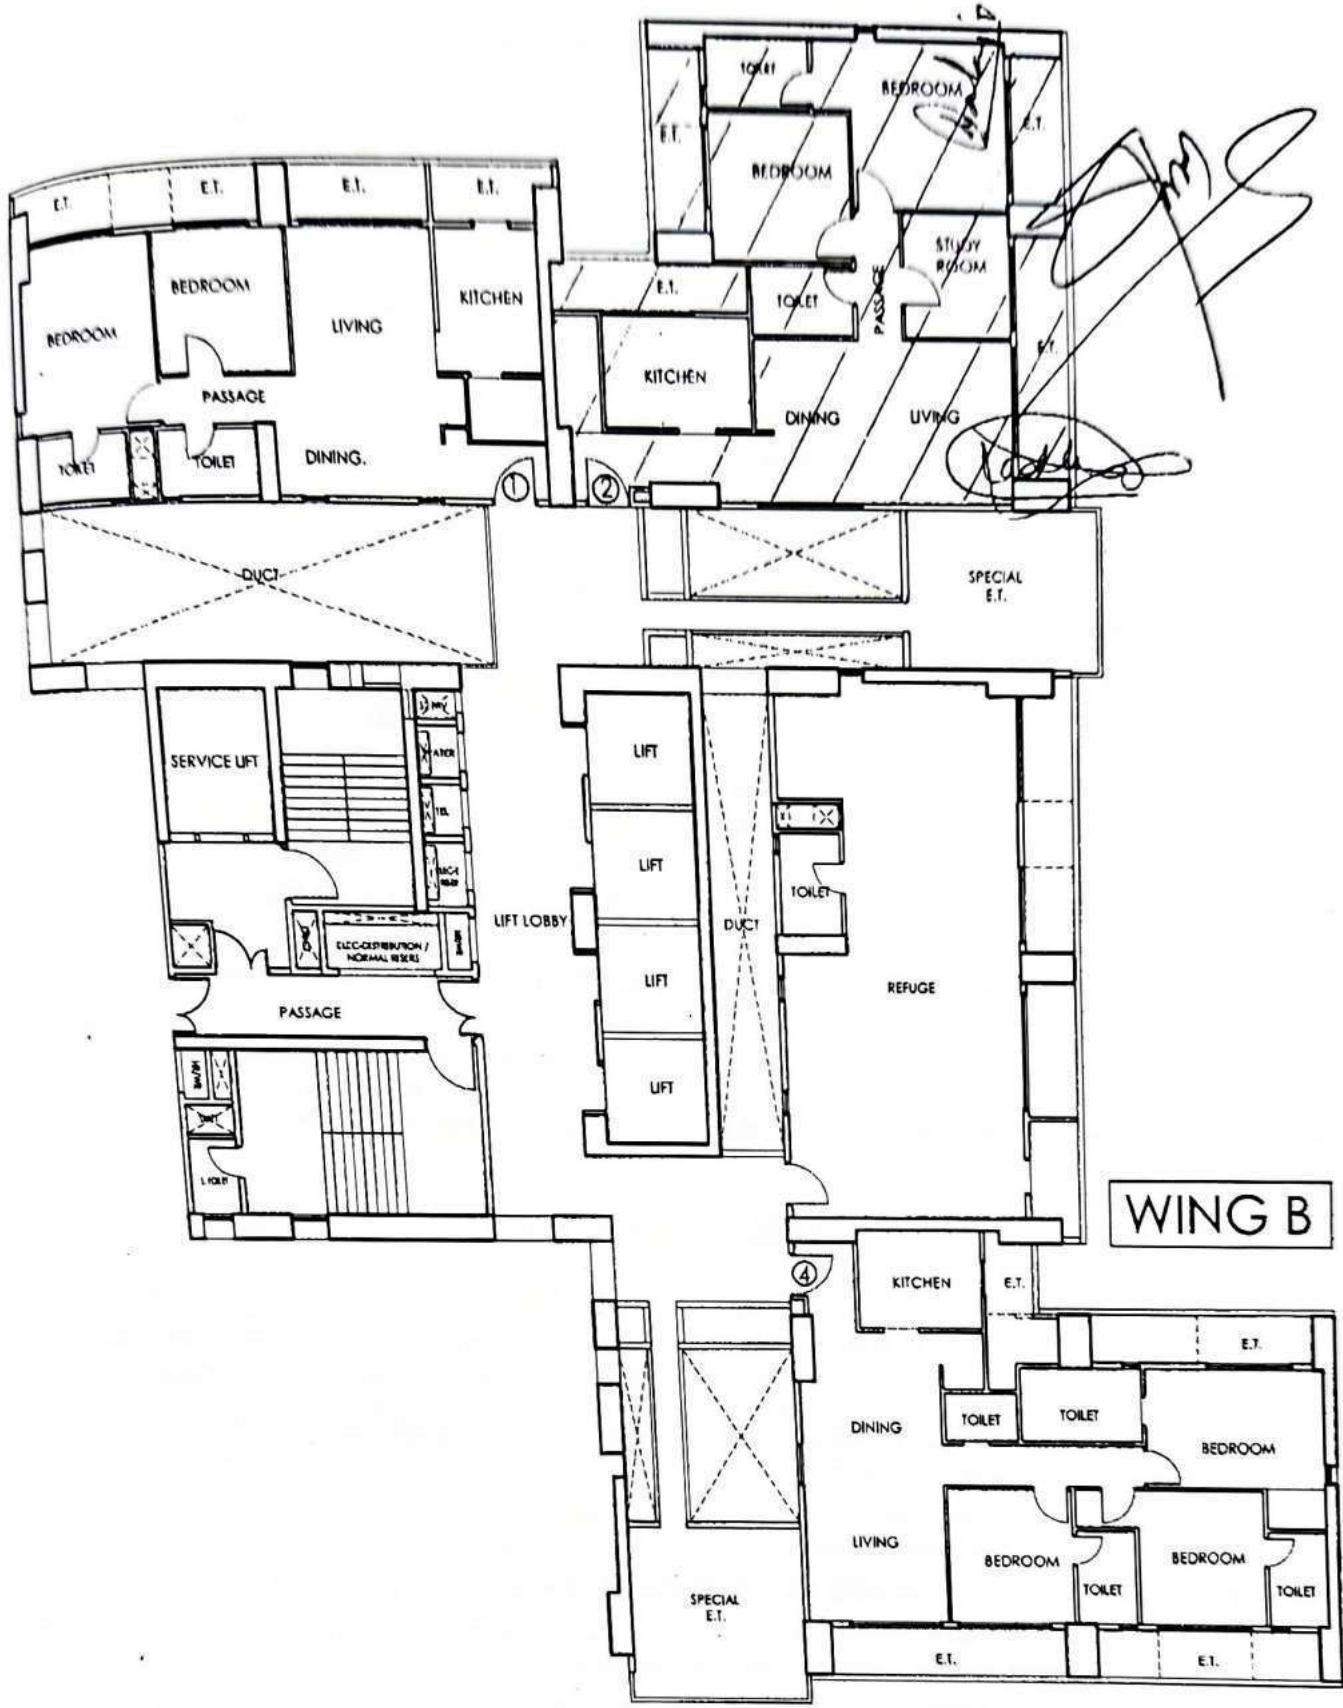 TOILET
BEDROOM
E.T.
E.T.
BEDROOM
E.T.
E.T.
E.T.
E.T.
STUDY
ROOM
BEDROOM
KITCHEN
E.T.
TOILET
PASSAGE
BEDROOM
LIVING
E.T.
KITCHEN
PASSAGE
DINING
LIVING
TOILET
TOILET
DINING.
1
2
DUCT
SPECIAL
E.T.
SERVICE LIFT
LIFT
TEL
LIFT
TOILET
LIFT LOBBY
DUCT
ELEC-DISTRIBUTION /
NORMAL RISERS
LIFT
REFUGE
PASSAGE
LIFT
WING B
4
KITCHEN
E.T.
E.T.
DINING
TOILET
TOILET
BEDROOM
LIVING
BEDROOM
BEDROOM
TOILET
TOILET
SPECIAL
E.T.
E.T.
E.T.